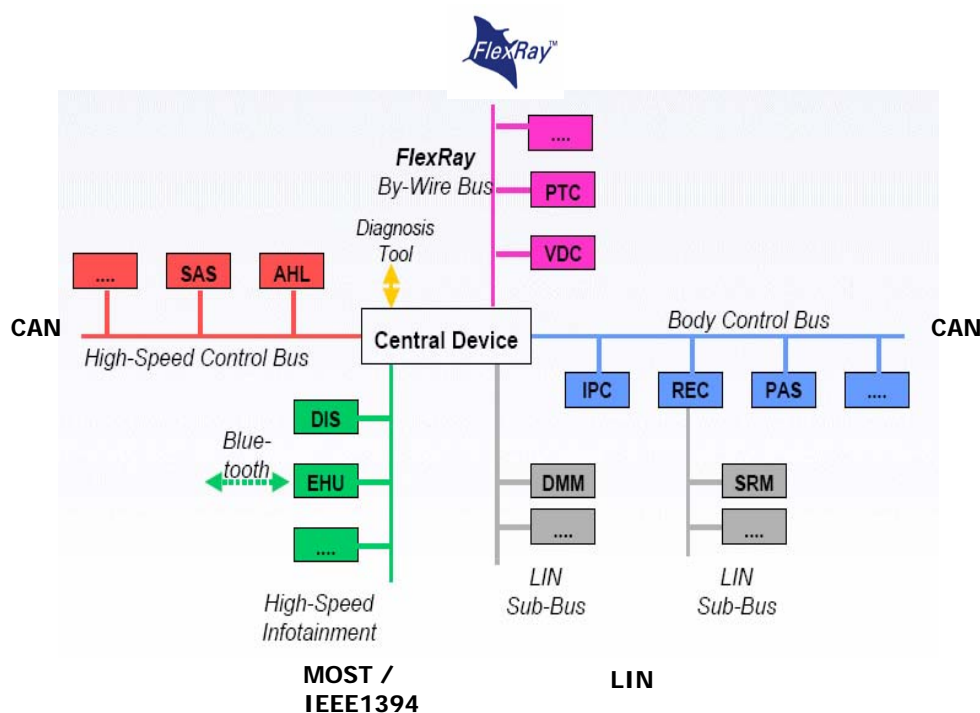 FlexRay™
....
FlexRay
By-Wire Bus
PTC
Diagnosis
Tool
VDC
....
SAS
AHL
CAN
High-Speed Control Bus
Central Device
Body Control Bus
CAN
IPC
REC
PAS
....
DIS
Blue-
tooth
EHU
....
DMM
....
SRM
....
High-Speed
Infotainment
LIN
Sub-Bus
LIN
Sub-Bus
MOST /
IEEE1394
LIN